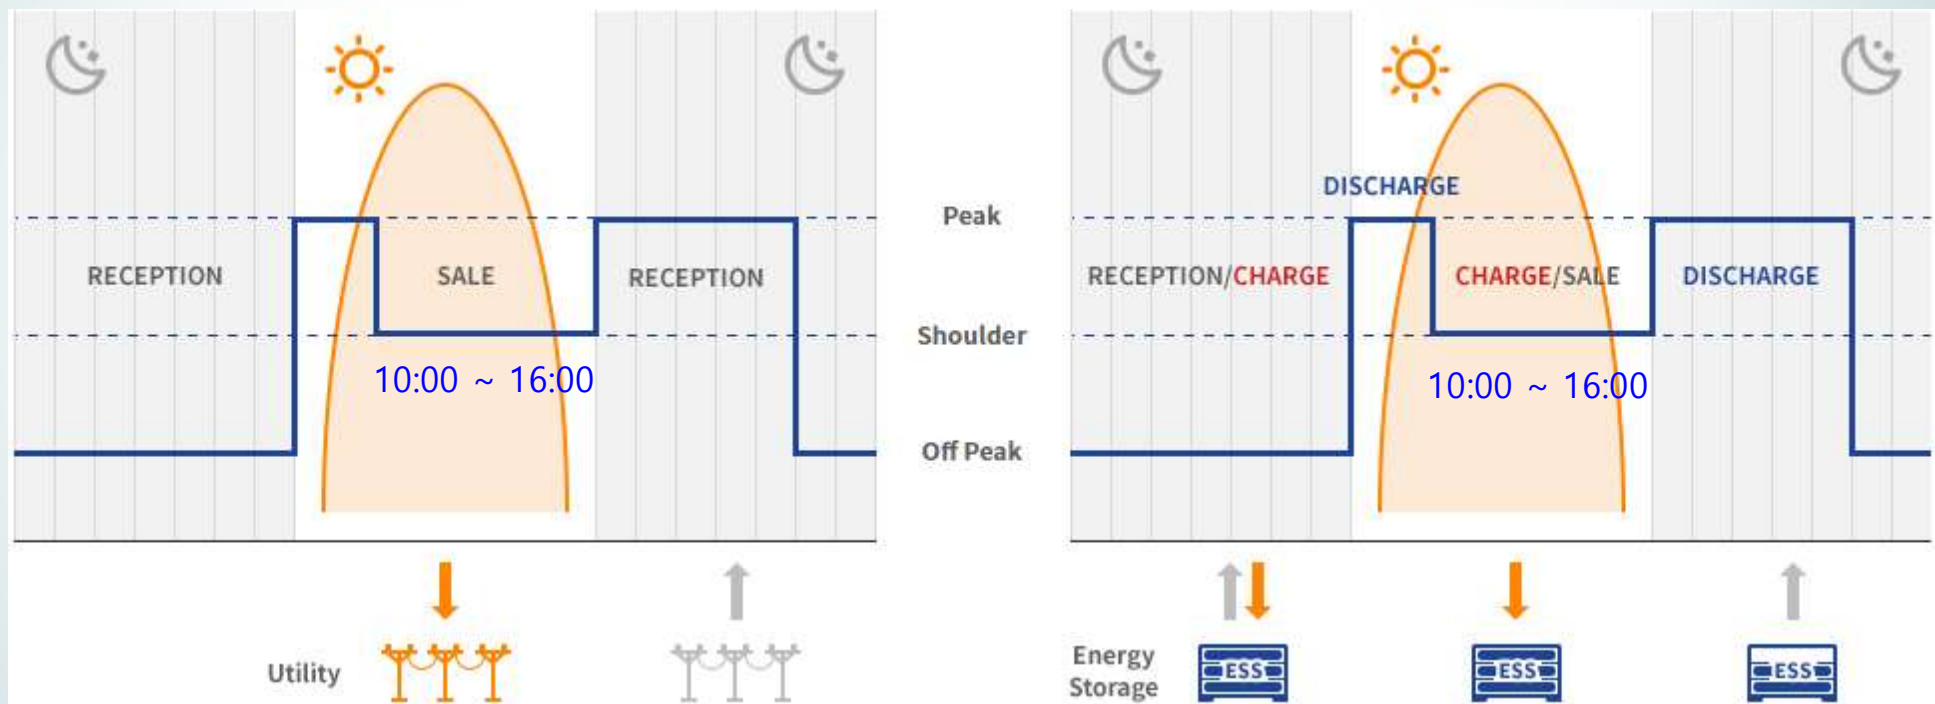 DISCHARGE
Peak
RECEPTION
SALE
RECEPTION
RECEPTION/CHARGE
CHARGE/SALE
DISCHARGE
Shoulder
10:00 ~ 16:00
10:00 ~ 16:00
Off Peak
Utility
Energy
Storage
ESS
ESS
ESS